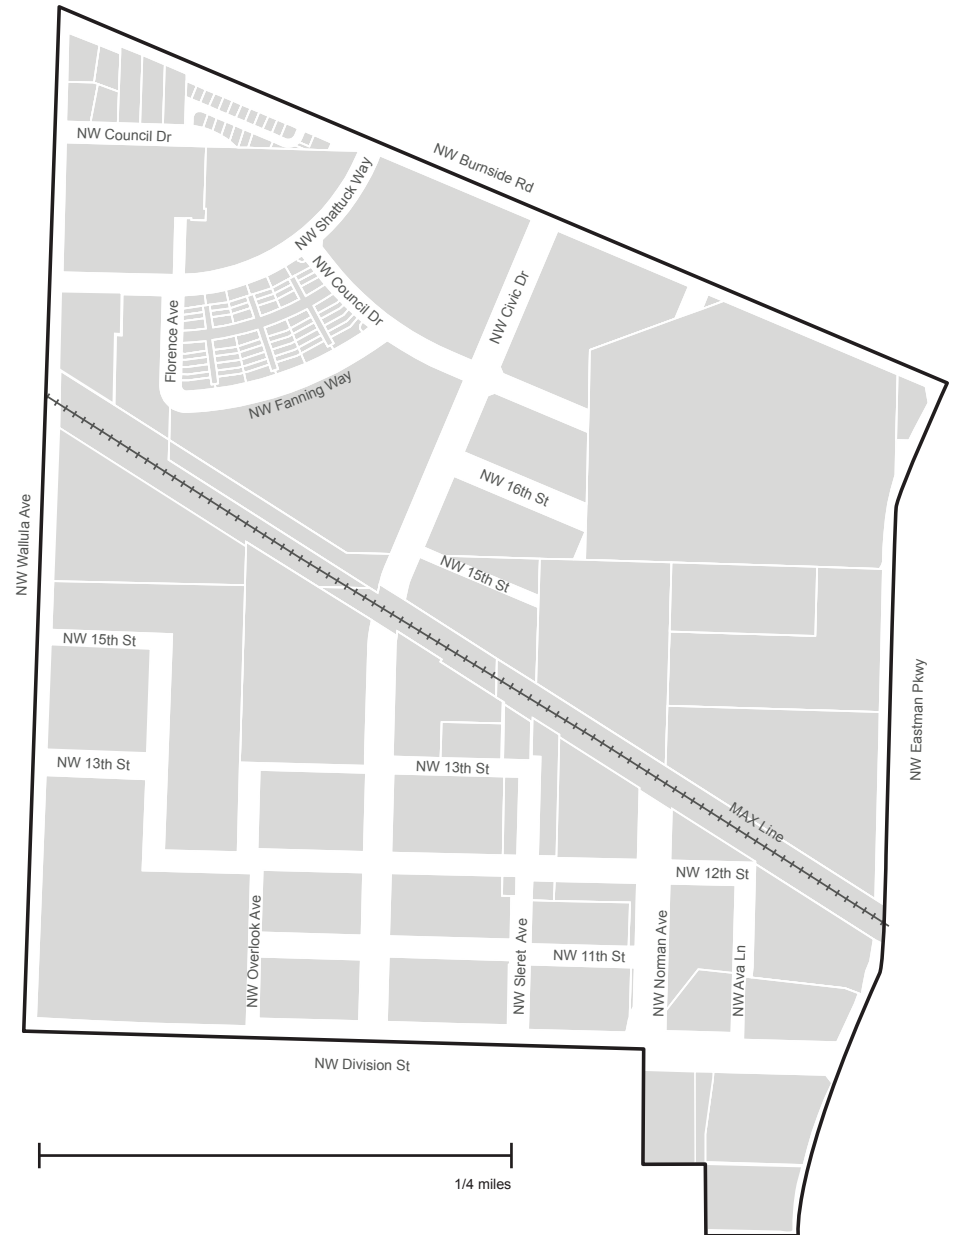 NW Council Dr
NW Burnside Rd
NW Shattuck Way
NW Council Dr
NW Civic Dr
Florence Ave
NW Fanning Way
NW 16th St
NW Wallula Ave
NW 15th St
NW 15th St
NW Eastman Pkwy
NW 13th St
NW 13th St
MAX Line
NW 12th St
NW Overlook Ave
NW Sleret Ave
NW 11th St
NW Norman Ave
NW Ava Ln
NW Division St
1/4 miles